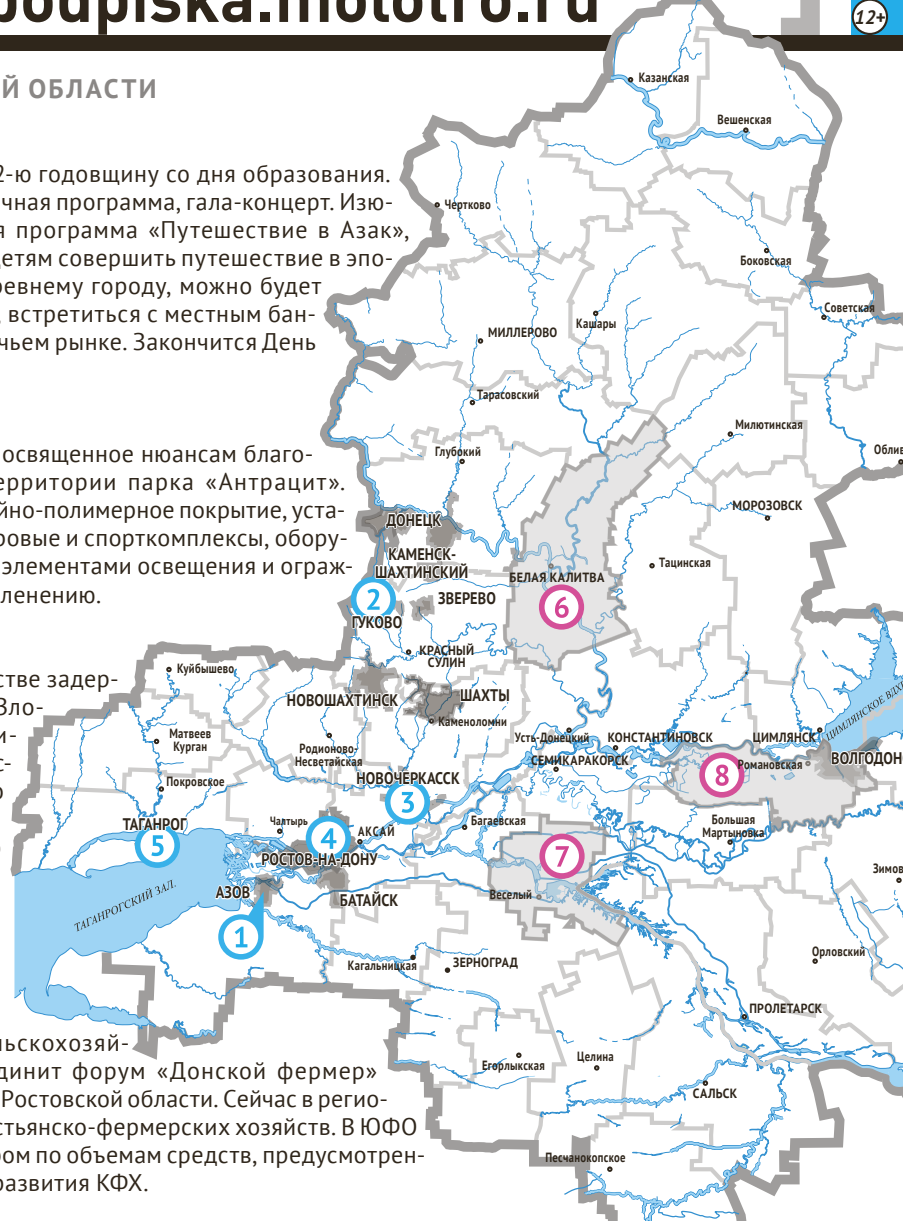 podpiska.molotro.ru
12+
Й ОБЛАСТИ
2-ю годовщину со дня образования.
чная программа, гала-концерт. Изю-
я программа «Путешествие в Азак»,
детям совершить путешествие в эпо-
ревнему городу, можно будет
, встретиться с местным бан-
чьем рынке. Закончится День
освященное нюансам благо-
ерритории парка «Антрацит».
йно-полимерное покрытие, уста-
ровые и спорткомплексы, обору-
элементами освещения и ограж-
ленению.
стве задер-
Зло-
и-
с-
о
льскохозяй-
динит форум «Донской фермер»
Ростовской области. Сейчас в регио-
стьянско-фермерских хозяйств. В ЮФО
ром по объемам средств, предусмотрен-
развития КФХ.
Казанская
Вешенская
Чертково
Боковская
Советская
Кашары
МИЛЛЕРОВО
Тарасовский
Милютинская
Глубокий
Облив
МОРОЗОВСК
ДОНЕЦК
КАМЕНСК-
ШАХТИНСКИЙ
Тацинская
БЕЛАЯ КАЛИТВА
6
2
ЗВЕРЕВО
ГУКОВО
КРАСНЫЙ
СУЛИН
Куйбышево
НОВОШАХТИНСК
ШАХТЫ
Каменоломни
Матвеев
Курган
Родионово-
Несветайская
Усть-Донецкий
КОНСТАНТИНОВСК
ЦИМЛЯНСК
ЦИМЛЯНСКОЕ ВДХР
СЕМИКАРАКОРСК
Романовская
ВОЛГОДОН
8
Покровское
НОВОЧЕРКАССК
3
ТАГАНРОГ
5
Чалтырь
4
АКСАЙ
Багаевская
Большая
Мартыновка
РОСТОВ-НА-ДОНУ
7
Зимов
АЗОВ
БАТАЙСК
Веселый
ТАГАНРОГСКИЙ ЗАЛ.
1
Кагальницкая
ЗЕРНОГРАД
Орловский
ПРОЛЕТАРСК
Егорлыкская
Целина
САЛЬСК
Песчанокопское